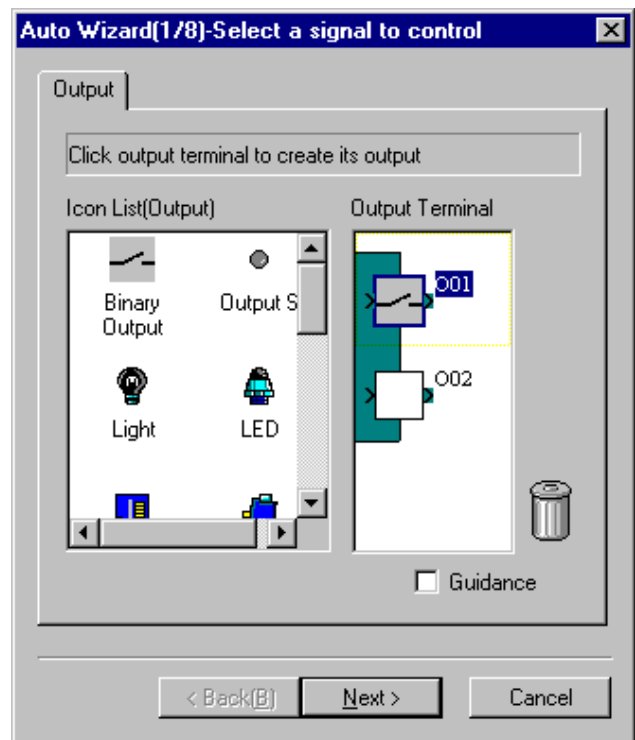 Auto Wizard(1/8)-Select a signal to control
Output
Click output terminal to create its output
Icon List(Output)
Output Terminal
Binary Output
Output S
Light
LED
O01
O02
Guidance
< Back(B)
Next >
Cancel